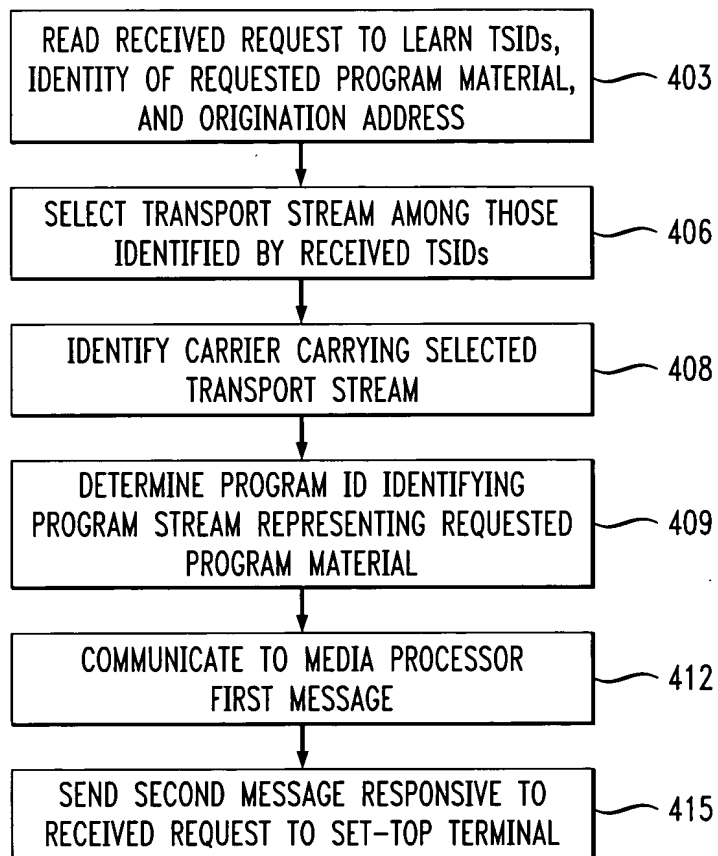 READ RECEIVED REQUEST TO LEARN TSIDs,
IDENTITY OF REQUESTED PROGRAM MATERIAL,
AND ORIGINATION ADDRESS
403
SELECT TRANSPORT STREAM AMONG THOSE
IDENTIFIED BY RECEIVED TSIDs
406
IDENTIFY CARRIER CARRYING SELECTED
TRANSPORT STREAM
408
DETERMINE PROGRAM ID IDENTIFYING
PROGRAM STREAM REPRESENTING REQUESTED
PROGRAM MATERIAL
409
COMMUNICATE TO MEDIA PROCESSOR
FIRST MESSAGE
412
SEND SECOND MESSAGE RESPONSIVE TO
RECEIVED REQUEST TO SET-TOP TERMINAL
415